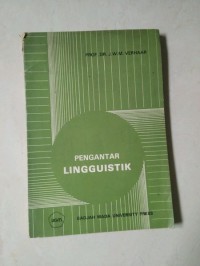 PROF. DR. J.W.M. VERHAAR
PENGANTAR
LINGGUISTIK
GADJAH MADA UNIVERSITY PRESS